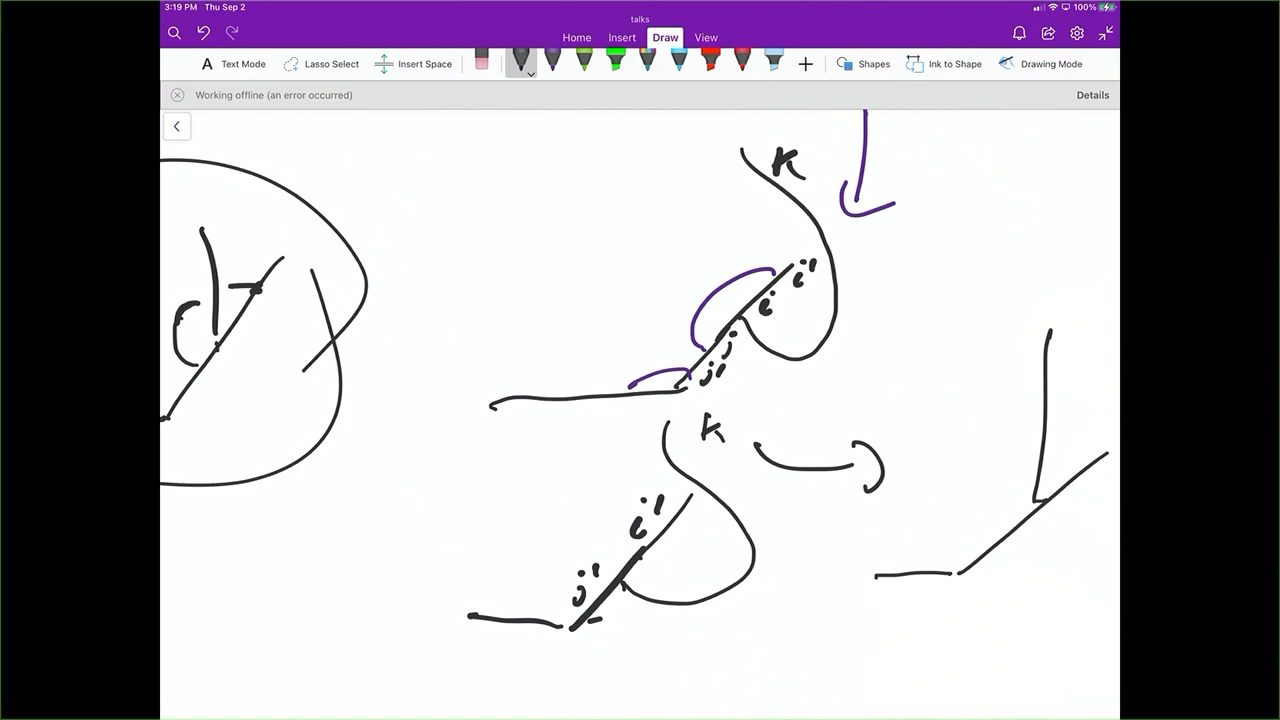 3:19 PM Thu Sep 2
100%
talks
Home Insert Draw View
Text Mode Lasso Select Insert Space Shapes Ink to Shape Drawing Mode
Working offline (an error occurred) Details
K
i'
i
j
j'
K
i'
j'